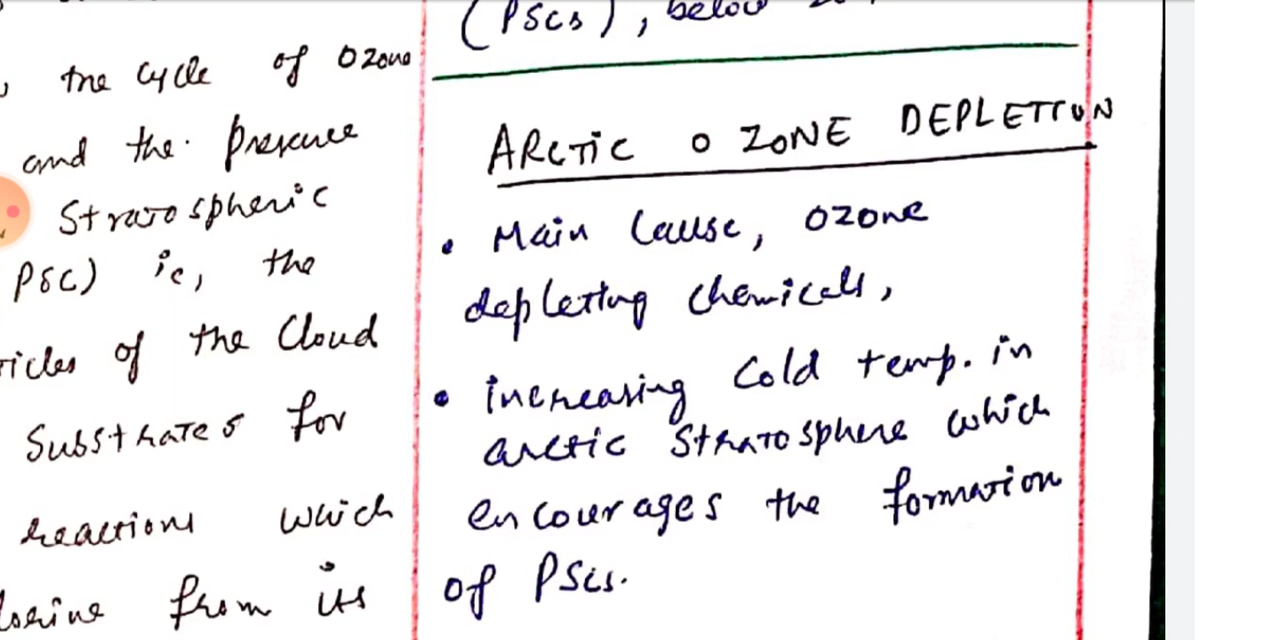 the cycle of Ozone
and the presence
Stratospheric
PSC) ie, the
of the Cloud
Substrates for
reactions which
from its
(PSCs), below
ARCTIC OZONE DEPLETION
• Main Cause, Ozone
depleting chemicals,
• increasing Cold temp. in
arctic Stratosphere which
encourages the formation
of PSCs.